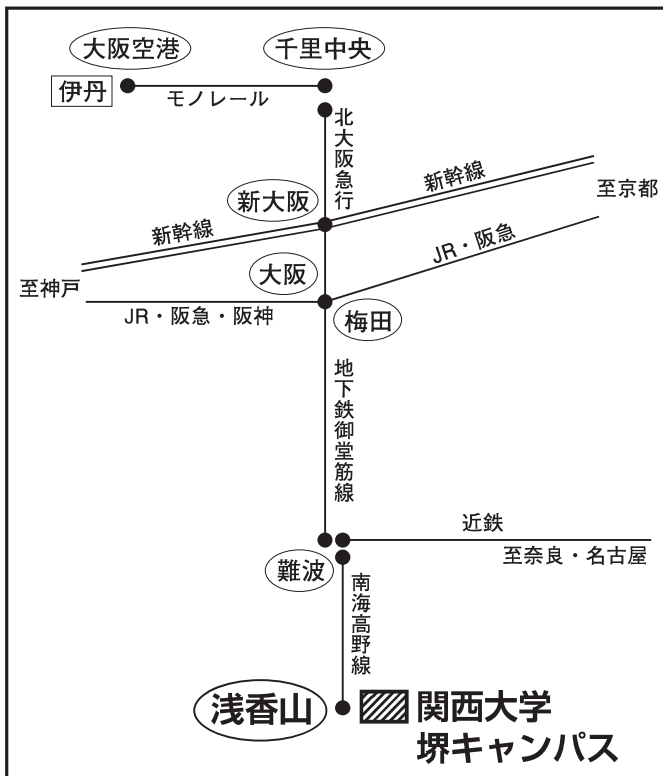 大阪空港
千里中央
伊丹
モノレール
北大阪急行
新幹線
至京都
新大阪
新幹線
JR・阪急
大阪
至神戸
JR・阪急・阪神
梅田
地下鉄御堂筋線
近鉄
至奈良・名古屋
難波
南海高野線
浅香山
関西大学
堺キャンパス